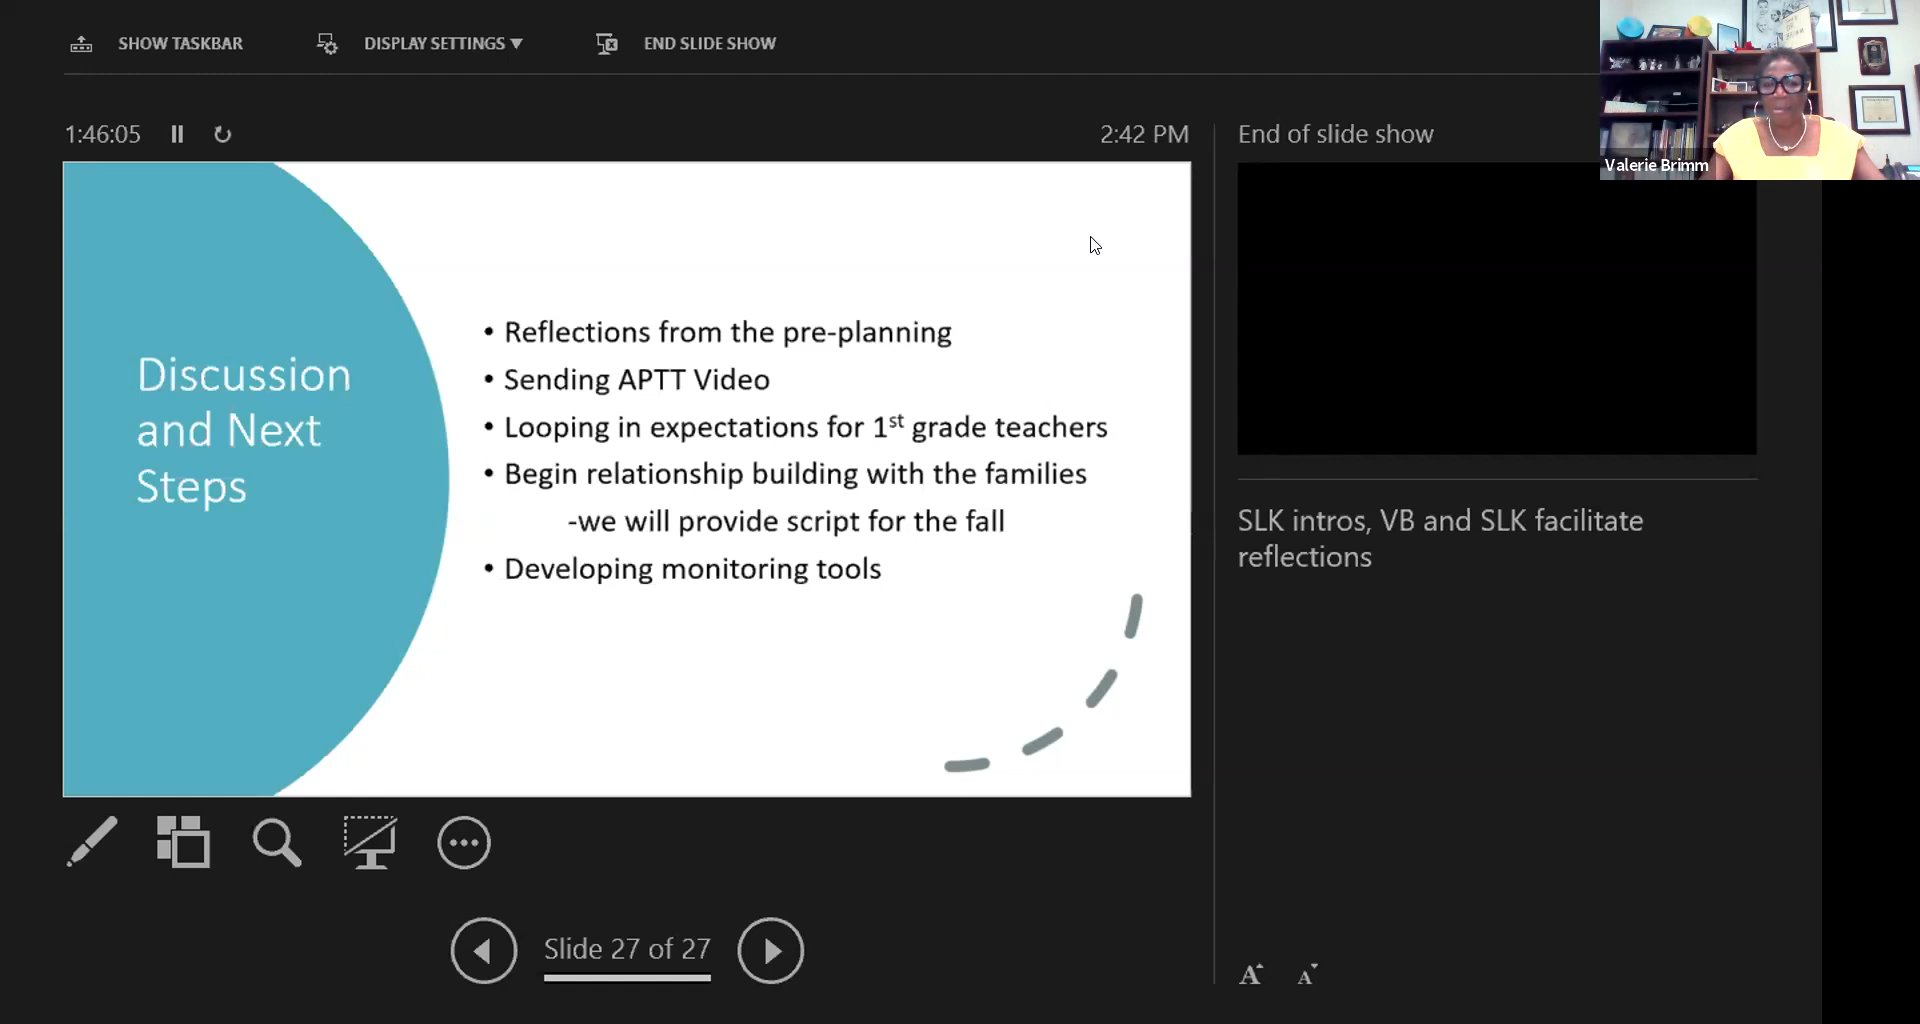 SHOW TASKBAR
DISPLAY SETTINGS ▼
END SLIDE SHOW
1:46:05
2:42 PM
End of slide show
Valerie Brimm
Discussion
and Next
Steps
• Reflections from the pre-planning
• Sending APTT Video
• Looping in expectations for 1st grade teachers
• Begin relationship building with the families
-we will provide script for the fall
• Developing monitoring tools
SLK intros, VB and SLK facilitate
reflections
Slide 27 of 27
A A